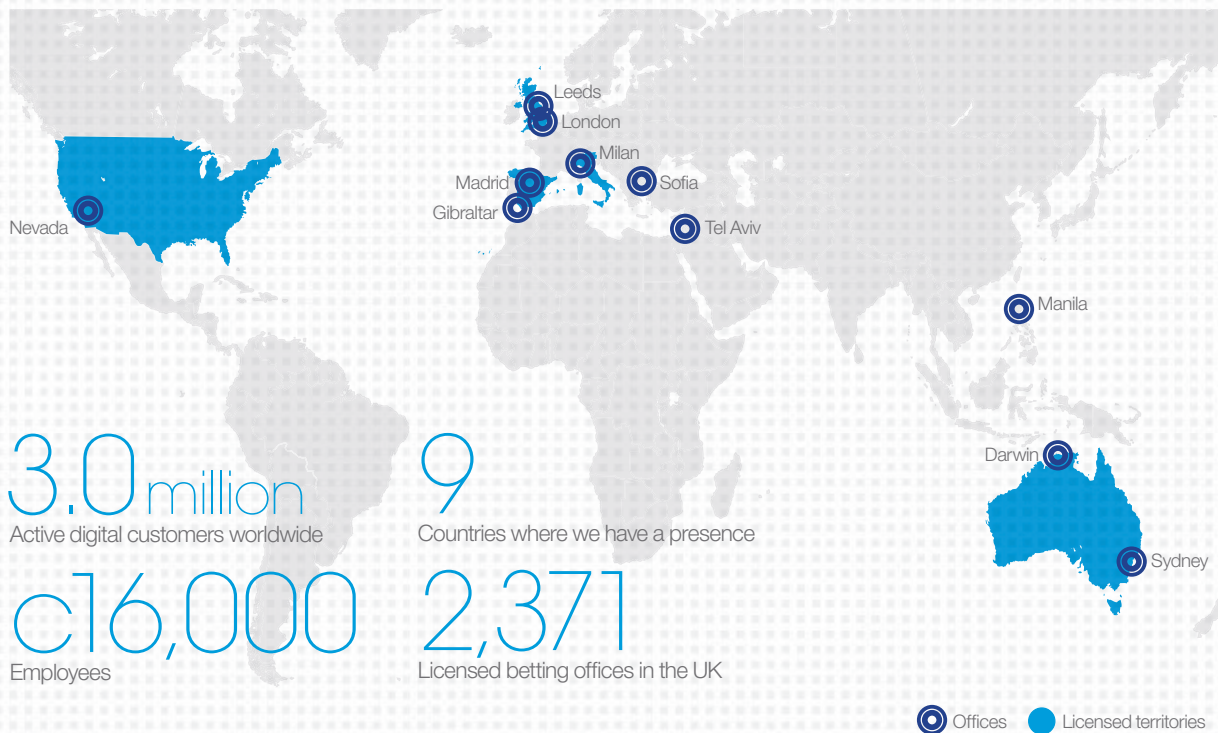 Leeds
London
Milan
Madrid
Sofia
Gibraltar
Nevada
Tel Aviv
Manila
Darwin
Sydney
3.0 million
Active digital customers worldwide
9
Countries where we have a presence
c16,000
Employees
2,371
Licensed betting offices in the UK
Offices
Licensed territories